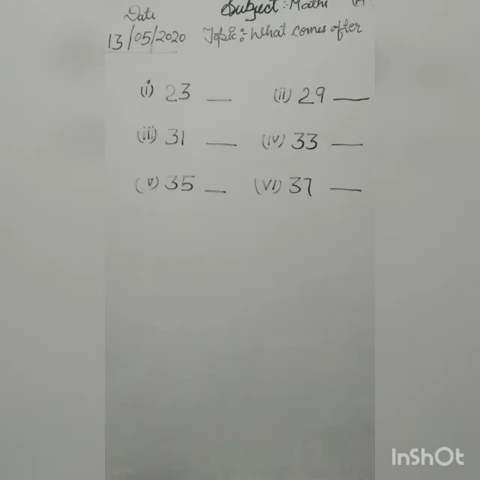 Date Subject: Maths
13/05/2020 Topic: What comes after
(i) 23 __ (ii) 29 __
(iii) 31 __ (iv) 33 __
(v) 35 __ (vi) 37 __
InShOt